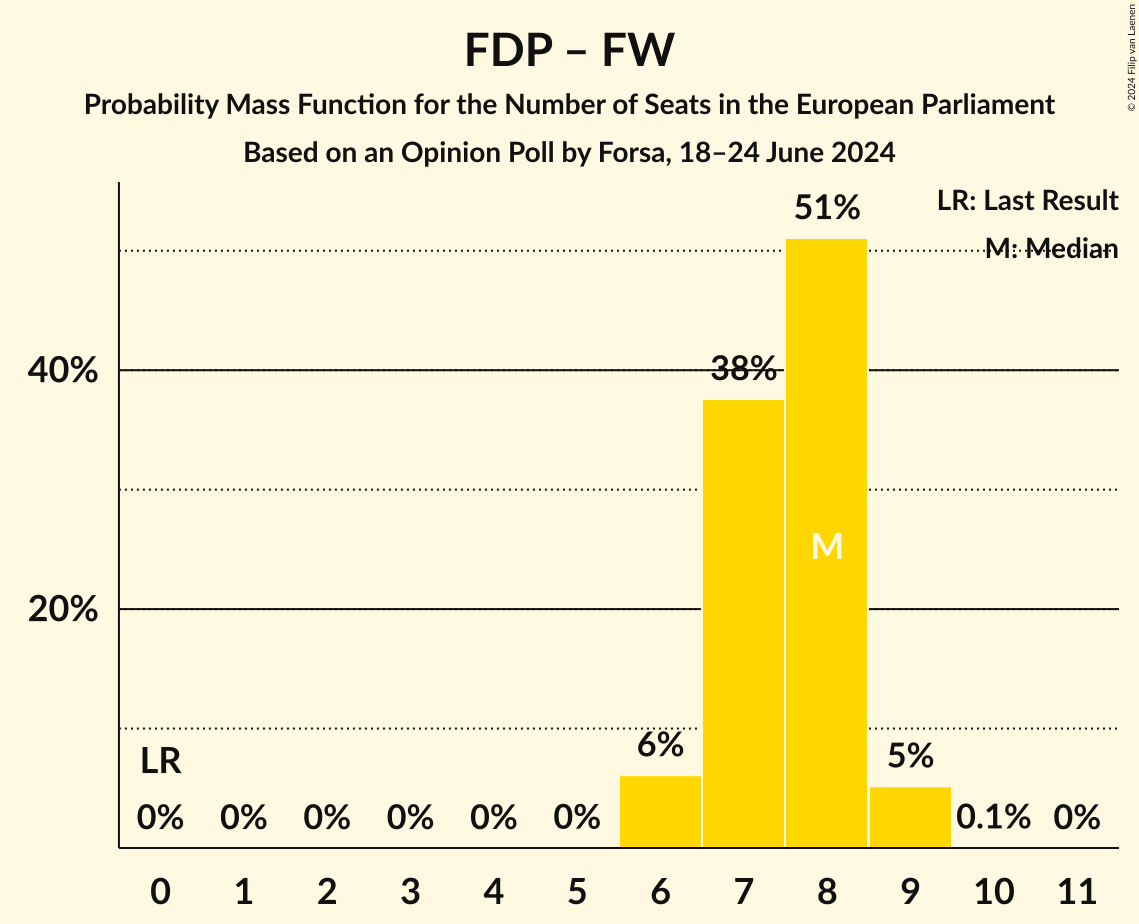 FDP – FW
Probability Mass Function for the Number of Seats in the European Parliament
Based on an Opinion Poll by Forsa, 18–24 June 2024
© 2024 Filip van Laenen
LR: Last Result
M: Median
51%
38%
40%
M
20%
LR
6%
5%
0% 0% 0% 0% 0% 0% 0.1% 0%
0 1 2 3 4 5 6 7 8 9 10 11